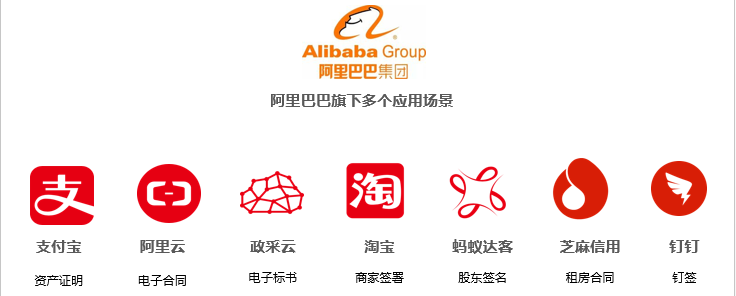 Alibaba Group
阿里巴巴集团
阿里巴巴旗下多个应用场景
支
淘
支付宝 阿里云 政采云 淘宝 蚂蚁达客 芝麻信用 钉钉
资产证明 电子合同 电子标书 商家签署 股东签名 租房合同 钉签